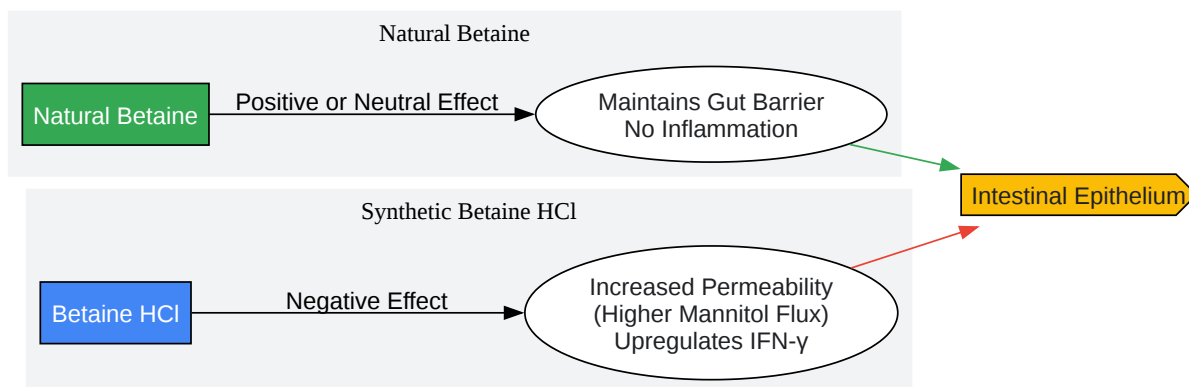 Natural Betaine
Natural Betaine
Positive or Neutral Effect
Maintains Gut Barrier
No Inflammation
Intestinal Epithelium
Synthetic Betaine HCl
Betaine HCl
Negative Effect
Increased Permeability
(Higher Mannitol Flux)
Upregulates IFN-γ